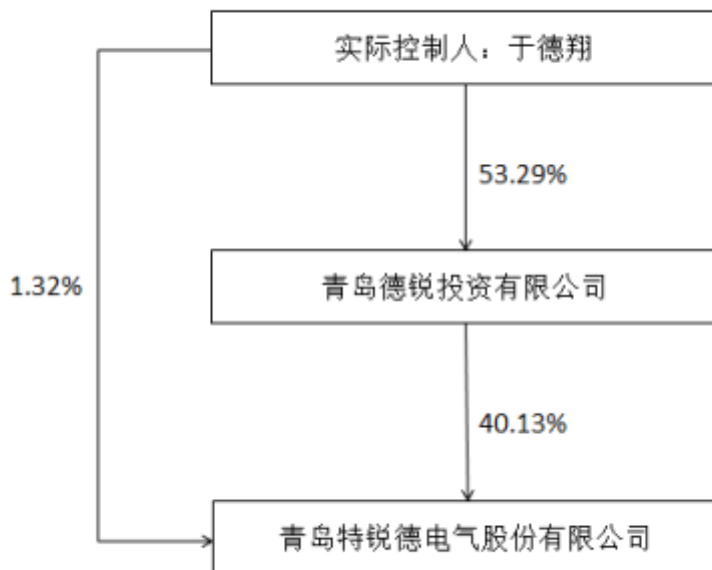 实际控制人：于德翔
53.29%
1.32%
青岛德锐投资有限公司
40.13%
青岛特锐德电气股份有限公司